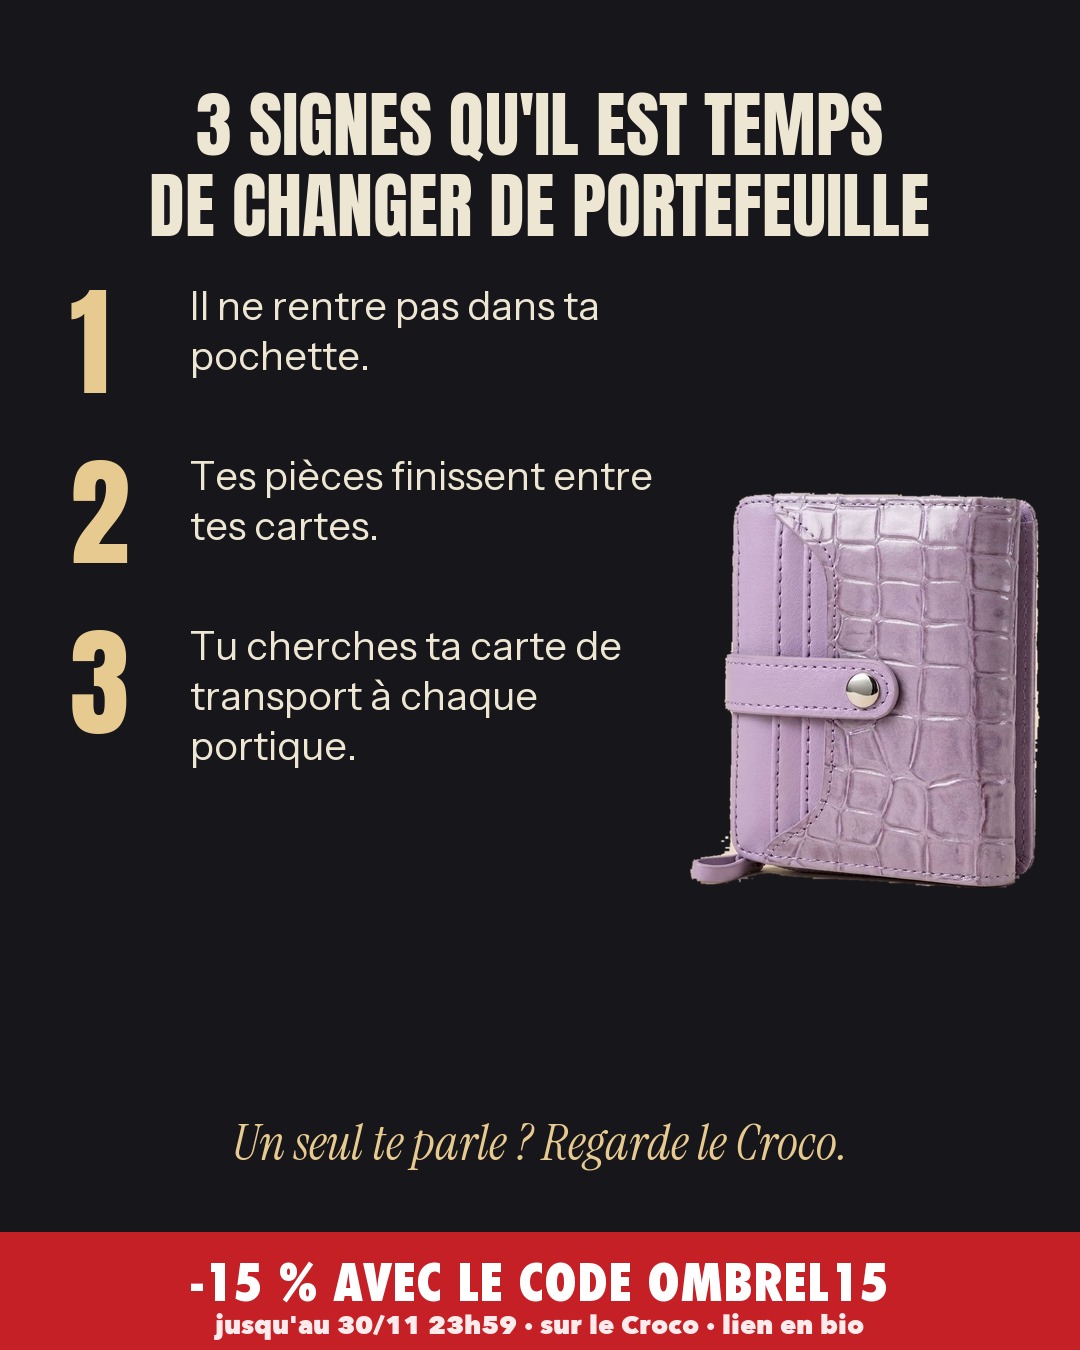 3 SIGNES QU'IL EST TEMPS
DE CHANGER DE PORTEFEUILLE
1
Il ne rentre pas dans ta
pochette.
2
Tes pièces finissent entre
tes cartes.
3
Tu cherches ta carte de
transport à chaque
portique.
Un seul te parle ? Regarde le Croco.
-15 % AVEC LE CODE OMBREL15
jusqu'au 30/11 23h59 • sur le Croco • lien en bio